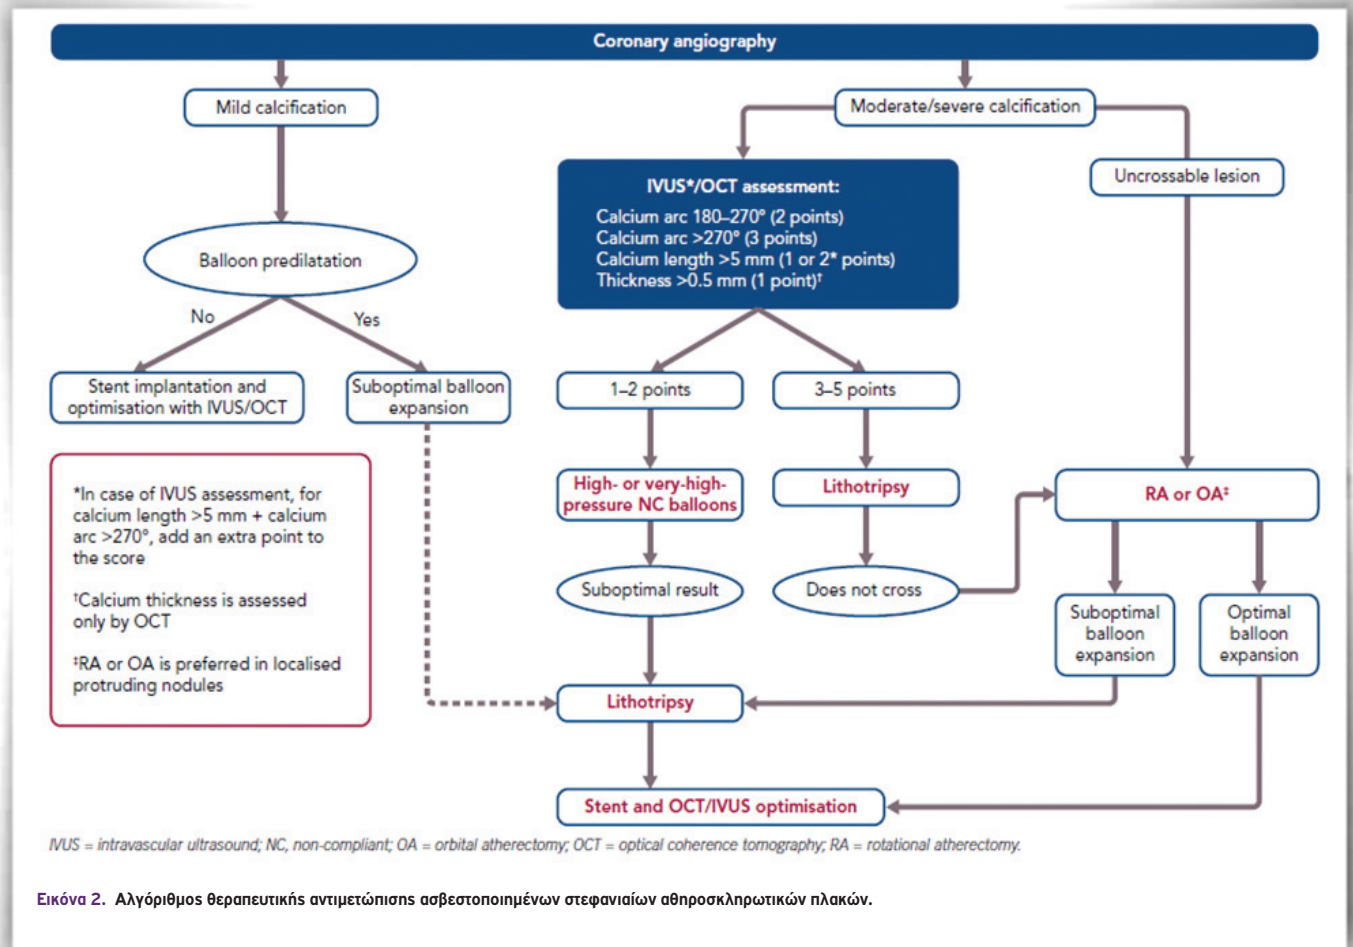 Coronary angiography
Mild calcification
Moderate/severe calcification
Uncrossable lesion
IVUS*/OCT assessment:
Calcium arc 180–270° (2 points)
Calcium arc >270° (3 points)
Calcium length >5 mm (1 or 2* points)
Thickness >0.5 mm (1 point)†
Balloon predilatation
No
Yes
Stent implantation and
optimisation with IVUS/OCT
Suboptimal balloon
expansion
1–2 points
3–5 points
High- or very-high-
pressure NC balloons
Lithotripsy
RA or OA‡
Suboptimal result
Does not cross
Suboptimal
balloon
expansion
Optimal
balloon
expansion
Lithotripsy
Stent and OCT/IVUS optimisation
*In case of IVUS assessment, for
calcium length >5 mm + calcium
arc >270°, add an extra point to
the score
†Calcium thickness is assessed
only by OCT
‡RA or OA is preferred in localised
protruding nodules
IVUS = intravascular ultrasound; NC, non-compliant; OA = orbital atherectomy; OCT = optical coherence tomography; RA = rotational atherectomy.
Εικόνα 2. Αλγόριθμος θεραπευτικής αντιμετώπισης ασβεστοποιημένων στεφανιαίων αθηροσκληρωτικών πλακών.